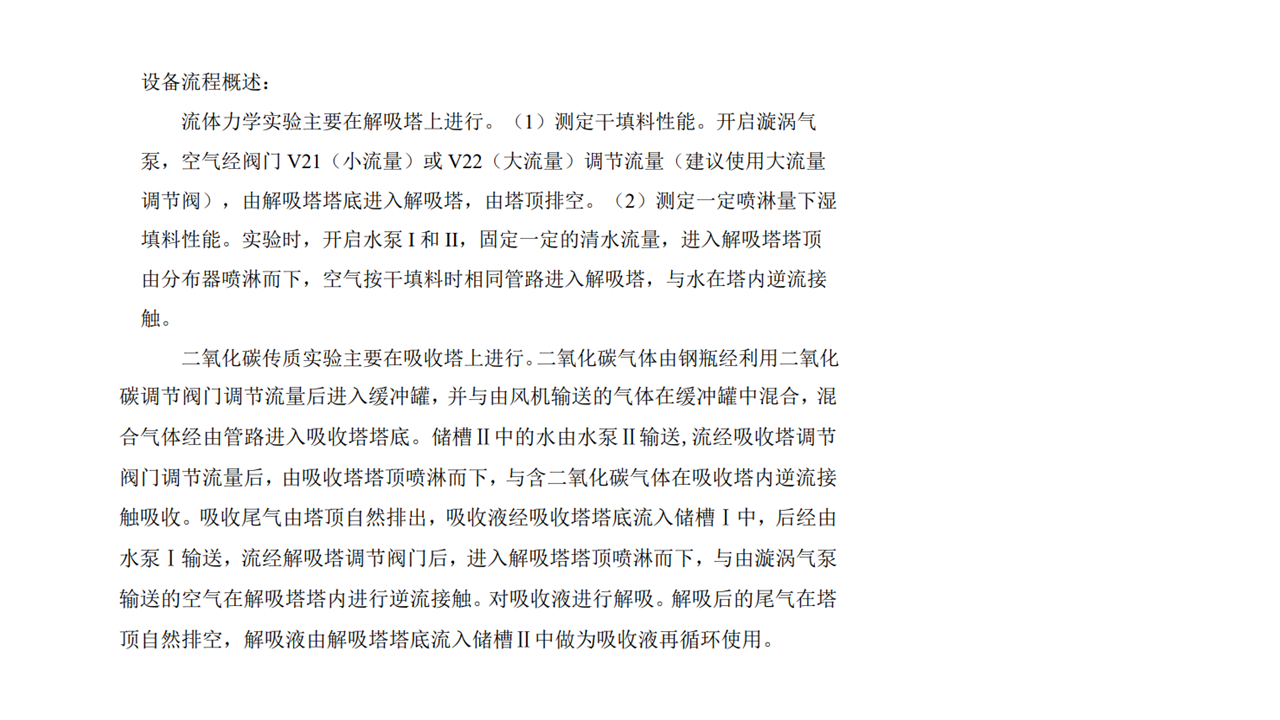 设备流程概述：
流体力学实验主要在解吸塔上进行。（1）测定干填料性能。开启漩涡气
泵，空气经阀门 V21（小流量）或 V22（大流量）调节流量（建议使用大流量
调节阀），由解吸塔塔底进入解吸塔，由塔顶排空。（2）测定一定喷淋量下湿
填料性能。实验时，开启水泵 I 和 II，固定一定的清水流量，进入解吸塔塔顶
由分布器喷淋而下，空气按干填料时相同管路进入解吸塔，与水在塔内逆流接
触。
二氧化碳传质实验主要在吸收塔上进行。二氧化碳气体由钢瓶经利用二氧化
碳调节阀门调节流量后进入缓冲罐，并与由风机输送的气体在缓冲罐中混合，混
合气体经由管路进入吸收塔塔底。储槽Ⅱ中的水由水泵Ⅱ输送,流经吸收塔调节
阀门调节流量后，由吸收塔塔顶喷淋而下，与含二氧化碳气体在吸收塔内逆流接
触吸收。吸收尾气由塔顶自然排出，吸收液经吸收塔塔底流入储槽Ⅰ中，后经由
水泵Ⅰ输送，流经解吸塔调节阀门后，进入解吸塔塔顶喷淋而下，与由漩涡气泵
输送的空气在解吸塔塔内进行逆流接触。对吸收液进行解吸。解吸后的尾气在塔
顶自然排空，解吸液由解吸塔塔底流入储槽Ⅱ中做为吸收液再循环使用。